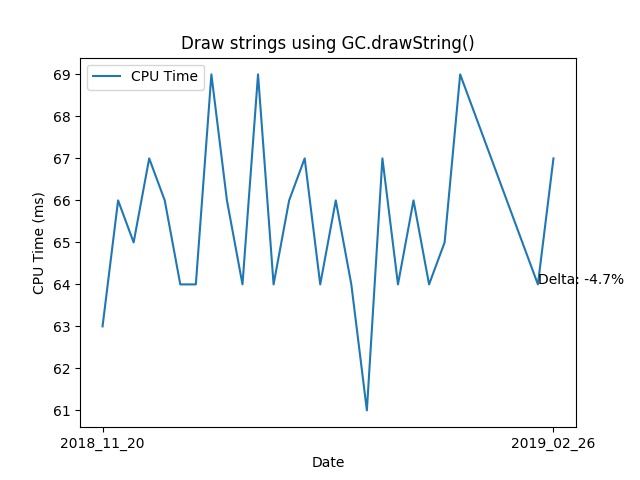 Draw strings using GC.drawString()
CPU Time
69
68
67
66
65
64
63
62
61
CPU Time (ms)
Delta: -4.7%
2018_11_20
2019_02_26
Date